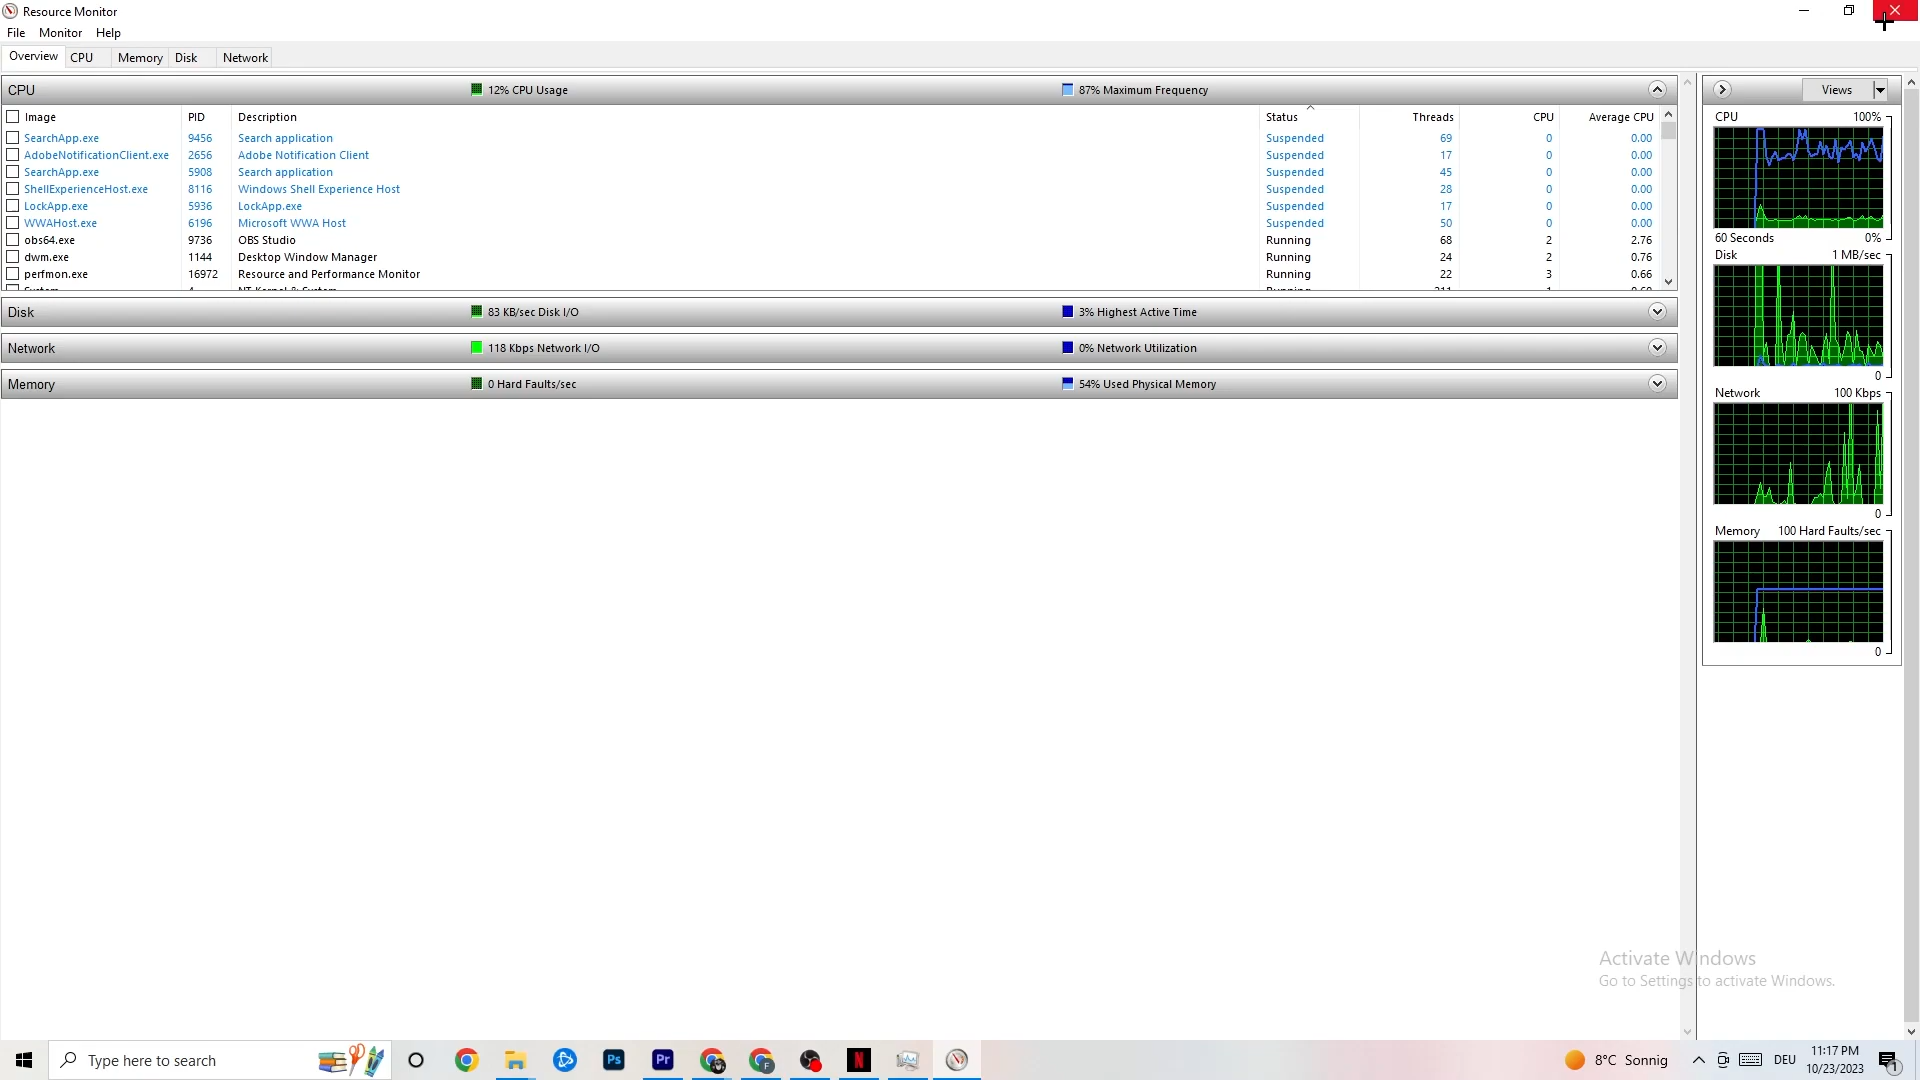 Resource Monitor
File Monitor Help
Overview CPU Memory Disk Network
CPU 12% CPU Usage 87% Maximum Frequency
Image PID Description Status Threads CPU Average CPU
SearchApp.exe 9456 Search application Suspended 69 0 0.00
AdobeNotificationClient.exe 2656 Adobe Notification Client Suspended 17 0 0.00
SearchApp.exe 5908 Search application Suspended 45 0 0.00
ShellExperienceHost.exe 8116 Windows Shell Experience Host Suspended 28 0 0.00
LockApp.exe 5936 LockApp.exe Suspended 17 0 0.00
WWAHost.exe 6196 Microsoft WWA Host Suspended 50 0 0.00
obs64.exe 9736 OBS Studio Running 68 2 2.76
dwm.exe 1144 Desktop Window Manager Running 24 2 0.76
perfmon.exe 16972 Resource and Performance Monitor Running 22 3 0.66
Disk 83 KB/sec Disk I/O 3% Highest Active Time
Network 118 Kbps Network I/O 0% Network Utilization
Memory 0 Hard Faults/sec 54% Used Physical Memory
Views
CPU 100%
60 Seconds 0%
Disk 1 MB/sec
0
Network 100 Kbps
0
Memory 100 Hard Faults/sec
0
Activate Windows
Go to Settings to activate Windows.
Type here to search
Ps
Pr
F
N
8°C Sonnig
DEU
11:17 PM
10/23/2023
1